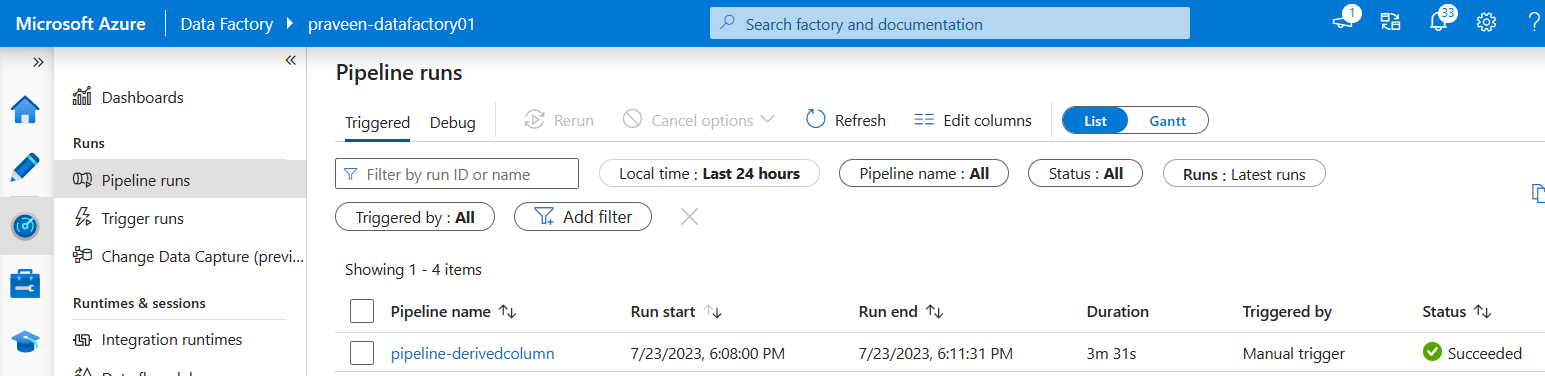 Microsoft Azure Data Factory praveen-datafactory01 Search factory and documentation 1 33
Dashboards
Runs
Pipeline runs
Trigger runs
Change Data Capture (previ...
Runtimes & sessions
Integration runtimes
Pipeline runs
Triggered Debug Rerun Cancel options Refresh Edit columns List Gantt
Filter by run ID or name Local time : Last 24 hours Pipeline name : All Status : All Runs : Latest runs
Triggered by : All Add filter
Showing 1 - 4 items
Pipeline name Run start Run end Duration Triggered by Status
pipeline-derivedcolumn 7/23/2023, 6:08:00 PM 7/23/2023, 6:11:31 PM 3m 31s Manual trigger Succeeded